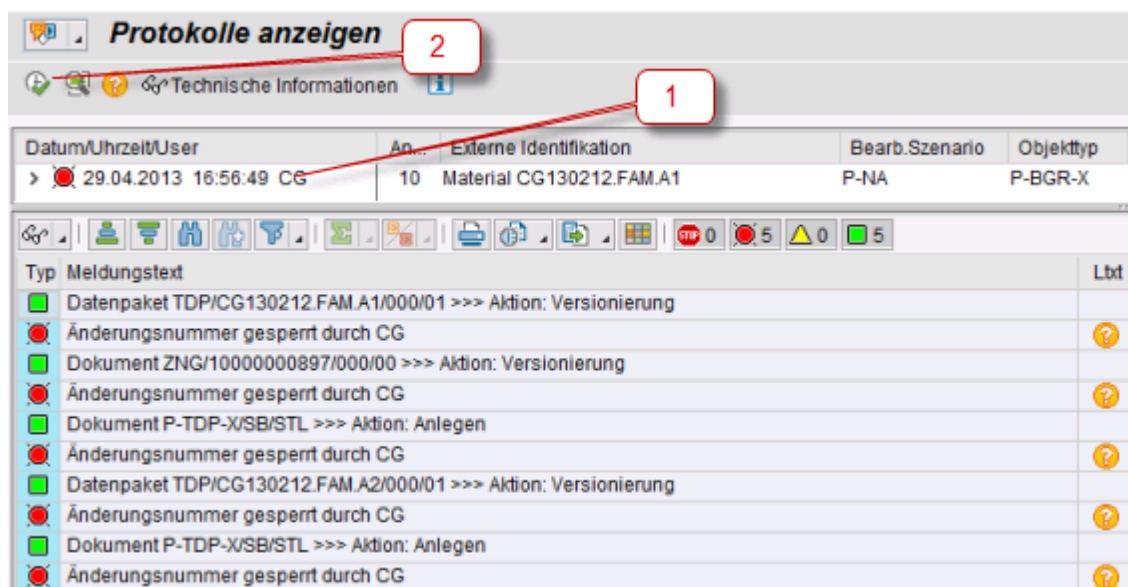 Protokolle anzeigen
2
Technische Informationen
1
Datum/Uhrzeit/User An... Externe Identifikation Bearb.Szenario Objekttyp
29.04.2013 16:56:49 CG 10 Material CG130212.FAM.A1 P-NA P-BGR-X
STOP 0 5 0 5
Typ Meldungstext Ltxt
Datenpaket TDP/CG130212.FAM.A1/000/01 >>> Aktion: Versionierung
Änderungsnummer gesperrt durch CG
Dokument ZNG/10000000897/000/00 >>> Aktion: Versionierung
Änderungsnummer gesperrt durch CG
Dokument P-TDP-X/SB/STL >>> Aktion: Anlegen
Änderungsnummer gesperrt durch CG
Datenpaket TDP/CG130212.FAM.A2/000/01 >>> Aktion: Versionierung
Änderungsnummer gesperrt durch CG
Dokument P-TDP-X/SB/STL >>> Aktion: Anlegen
Änderungsnummer gesperrt durch CG